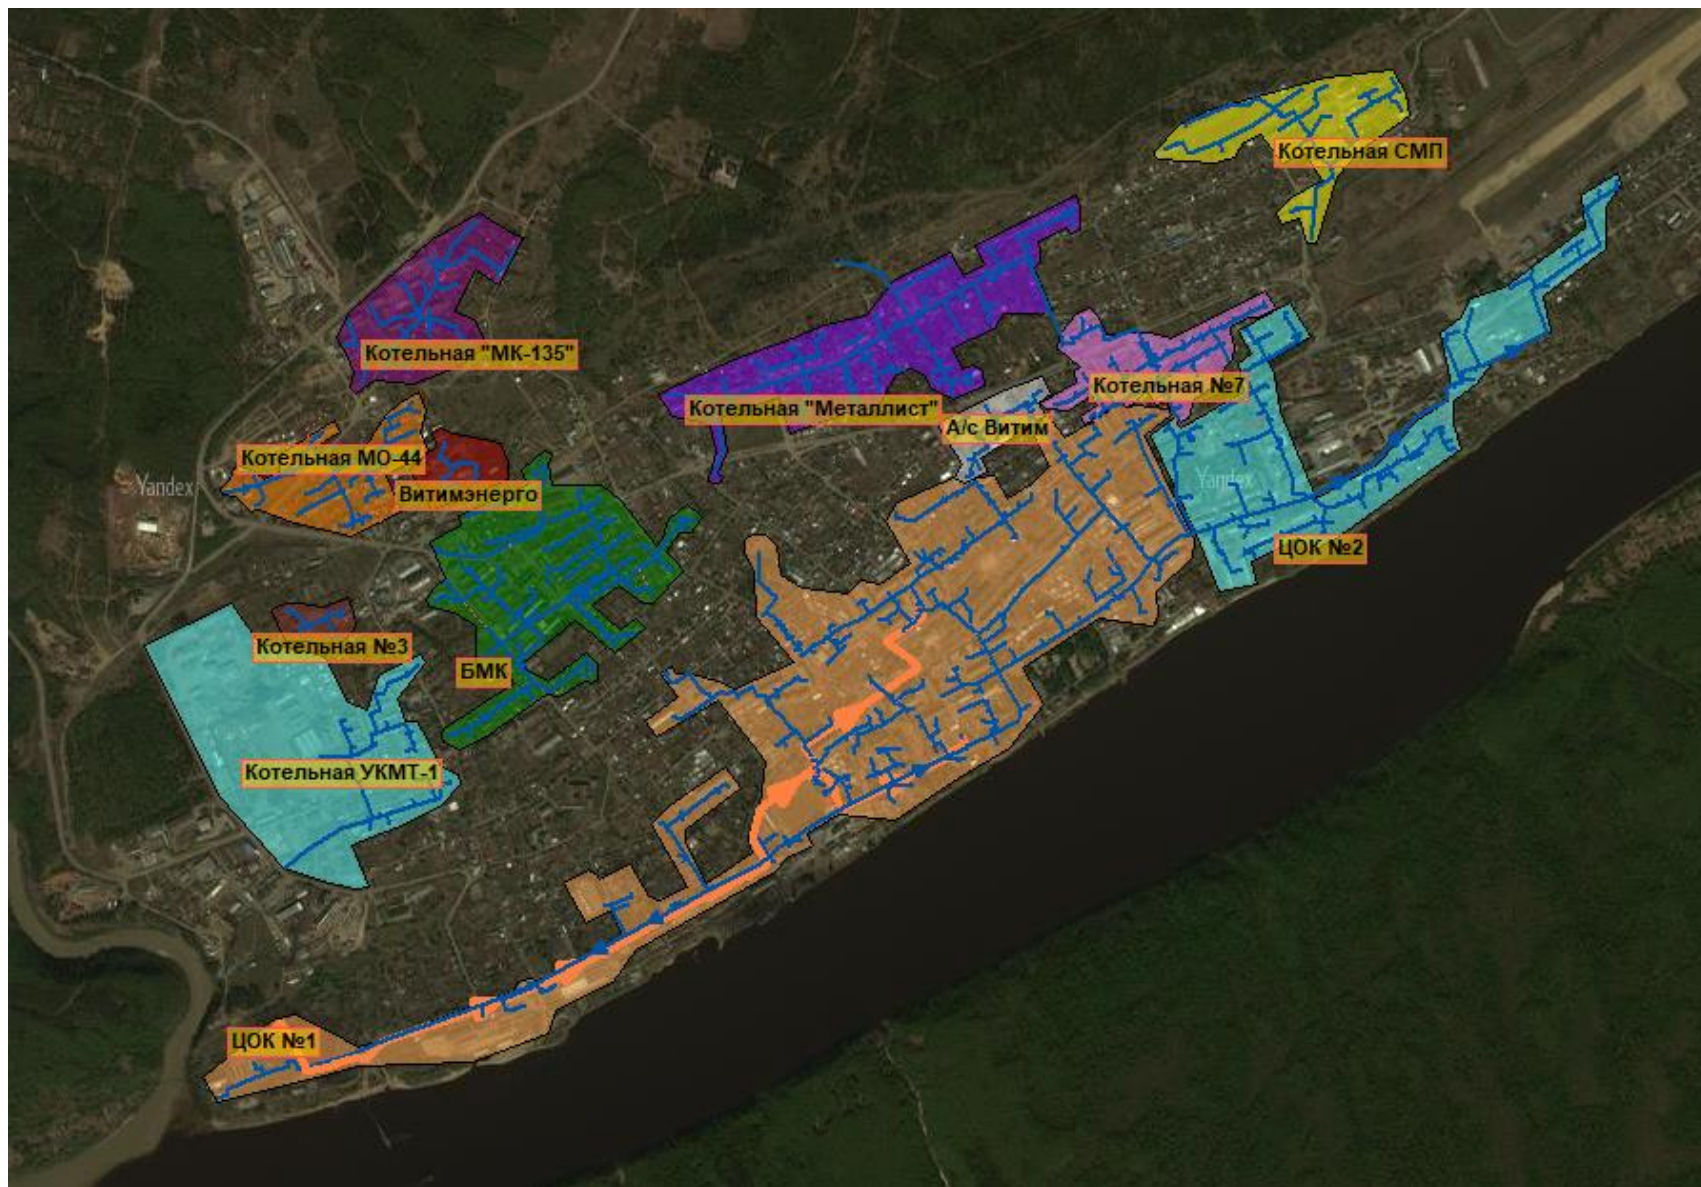 Котельная СМП
Котельная "МК-135"
Котельная №7
Котельная "Металлист"
А/с Витим
Котельная МО-44
Витимэнерго
Yandex
Yandex
ЦОК №2
Котельная №3
БМК
Котельная УКМТ-1
ЦОК №1